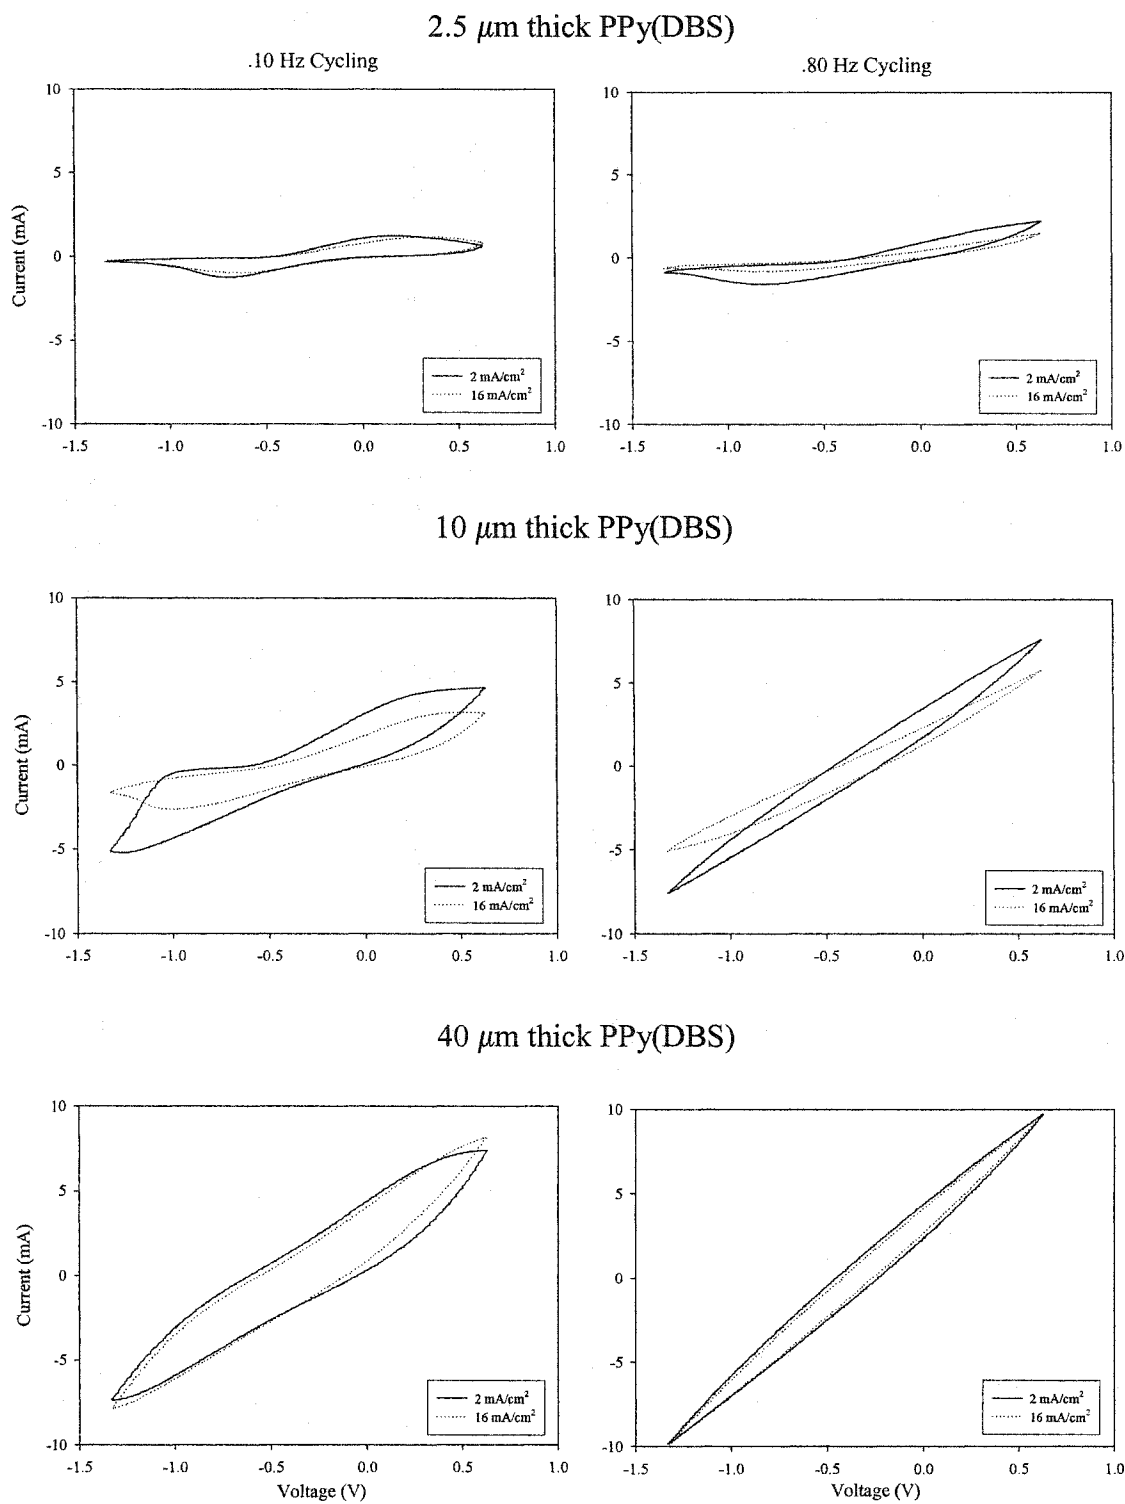 2.5 μm thick PPy(DBS)
.10 Hz Cycling
.80 Hz Cycling
10
5
0
-5
-10
Current (mA)
2 mA/cm²
16 mA/cm²
-1.5 -1.0 -0.5 0.0 0.5 1.0
10
5
0
-5
-10
2 mA/cm²
16 mA/cm²
-1.5 -1.0 -0.5 0.0 0.5 1.0
10 μm thick PPy(DBS)
10
5
0
-5
-10
Current (mA)
2 mA/cm²
16 mA/cm²
-1.5 -1.0 -0.5 0.0 0.5 1.0
10
5
0
-5
-10
2 mA/cm²
16 mA/cm²
-1.5 -1.0 -0.5 0.0 0.5 1.0
40 μm thick PPy(DBS)
10
5
0
-5
-10
Current (mA)
2 mA/cm²
16 mA/cm²
-1.5 -1.0 -0.5 0.0 0.5 1.0
Voltage (V)
10
5
0
-5
-10
2 mA/cm²
16 mA/cm²
-1.5 -1.0 -0.5 0.0 0.5 1.0
Voltage (V)